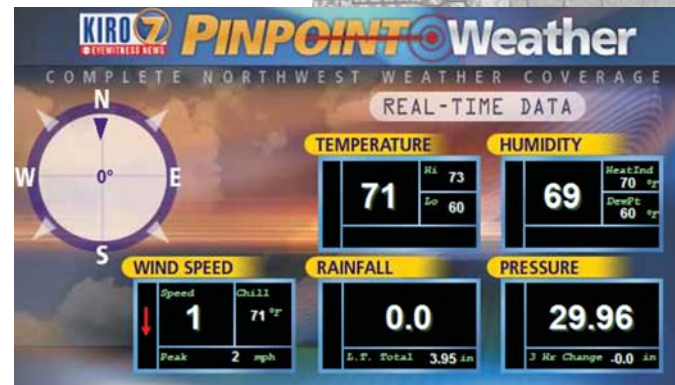 KIRO 7 PINPOINT Weather
EYEWITNESS NEWS
COMPLETE NORTHWEST WEATHER COVERAGE
N
REAL-TIME DATA
W 0° E
S
TEMPERATURE
71
Hi 73
Lo 60
HUMIDITY
69
HeatInd
70 °F
DewPt
60 °F
WIND SPEED
Speed
1
Chill
71 °F
Peak 2 mph
RAINFALL
0.0
L.T. Total 3.95 in
PRESSURE
29.96
3 Hr Change -0.0 in